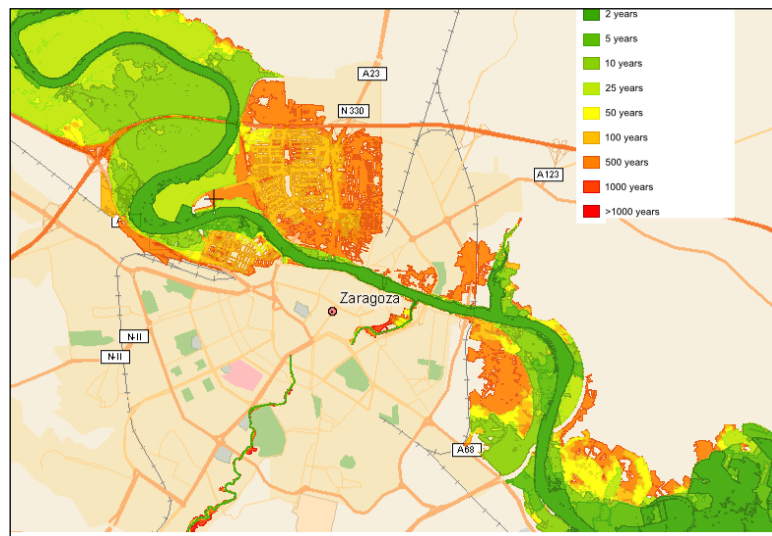 2 years
5 years
10 years
25 years
50 years
100 years
500 years
1000 years
>1000 years
A23
N330
A123
Zaragoza
N-II
N-II
A68